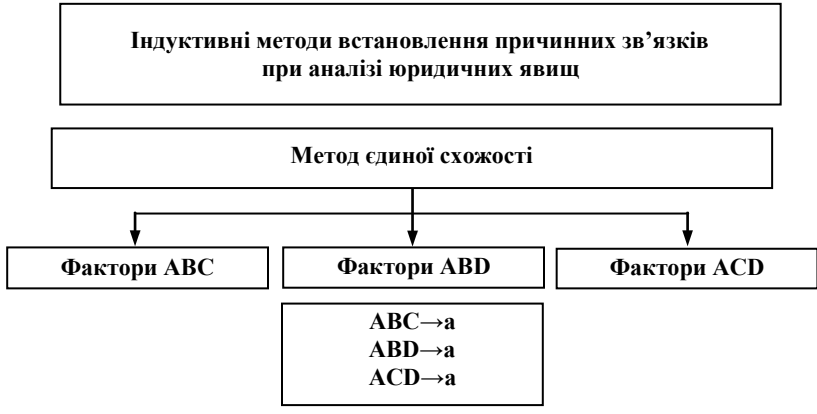 Індуктивні методи встановлення причинних зв’язків
при аналізі юридичних явищ
Метод єдиної схожості
Фактори ABC
Фактори ABD
Фактори ACD
ABC→a
ABD→a
ACD→a